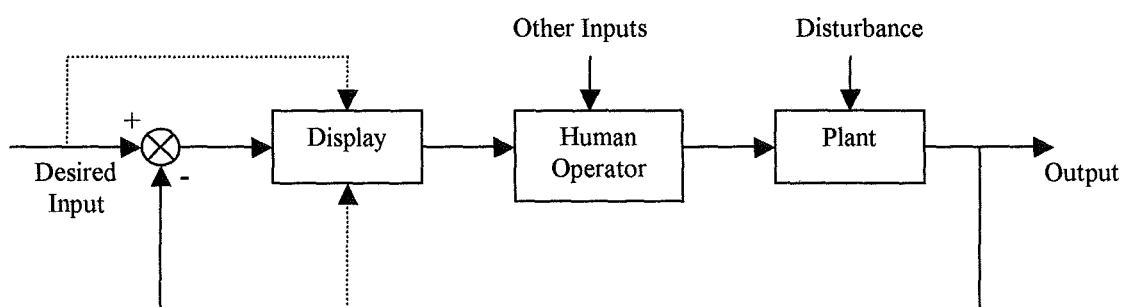 Other Inputs
Disturbance
+
Display
Human
Operator
Plant
Desired
Input
-
Output